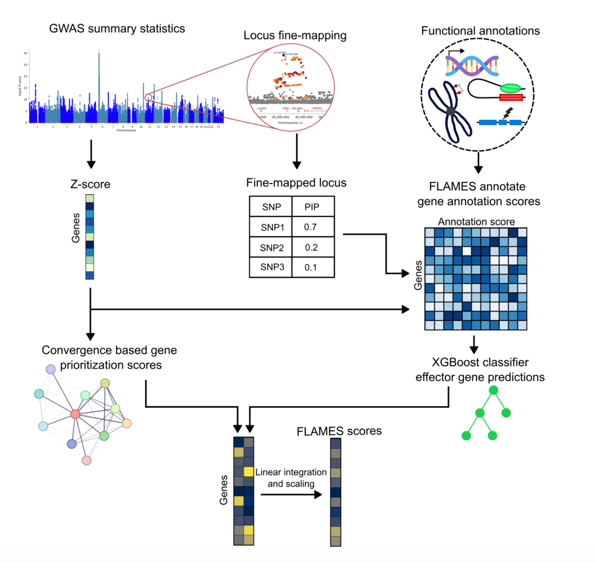 GWAS summary statistics
Locus fine-mapping
Functional annotations
Chromosome
Z-score
Genes
Fine-mapped locus
SNP PIP
SNP1 0.7
SNP2 0.2
SNP3 0.1
FLAMES annotate
gene annotation scores
Annotation score
Genes
Convergence based gene
prioritization scores
XGBoost classifier
effector gene predictions
Genes
Linear integration
and scaling
FLAMES scores